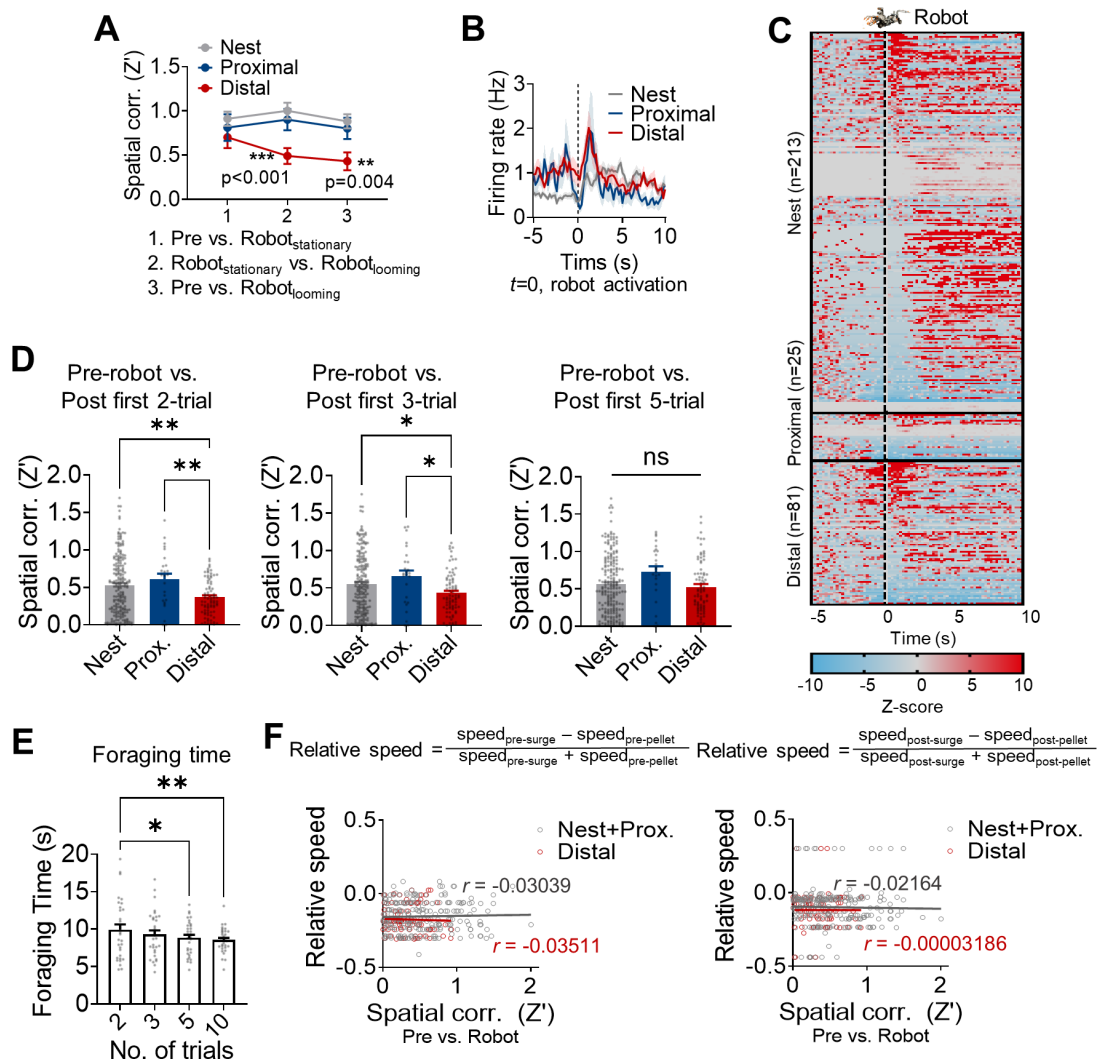 A
Nest
Proximal
Distal
Spatial corr. (Z')
1.5
1.0
0.5
0.0
***
p<0.001
**
p=0.004
1 2 3
1. Pre vs. Robotstationary
2. Robotstationary vs. Robotlooming
3. Pre vs. Robotlooming
B
Nest
Proximal
Distal
Firing rate (Hz)
3
2
1
0
-5 0 5 10
Tims (s)
t=0, robot activation
C
Robot
Nest (n=213)
Proximal (n=25)
Distal (n=81)
-5 0 5 10
Time (s)
-10 -5 0 5 10
Z-score
D
Pre-robot vs.
Post first 2-trial
**
**
Spatial corr. (Z')
2.0
1.5
1.0
0.5
0.0
Nest Prox. Distal
Pre-robot vs.
Post first 3-trial
*
*
Spatial corr. (Z')
2.0
1.5
1.0
0.5
0.0
Nest Prox. Distal
Pre-robot vs.
Post first 5-trial
ns
Spatial corr. (Z')
2.0
1.5
1.0
0.5
0.0
Nest Prox. Distal
E
Foraging time
**
*
Foraging Time (s)
20
15
10
5
0
2 3 5 10
No. of trials
F
Relative speed = speedpre-surge − speedpre-pellet
speedpre-surge + speedpre-pellet
Relative speed = speedpost-surge − speedpost-pellet
speedpost-surge + speedpost-pellet
Relative speed
0.5
0.0
-0.5
Nest+Prox.
Distal
r = -0.03039
r = -0.03511
0 1 2
Spatial corr. (Z')
Pre vs. Robot
Relative speed
0.5
0.0
-0.5
Nest+Prox.
Distal
r = -0.02164
r = -0.00003186
0 1 2
Spatial corr. (Z')
Pre vs. Robot